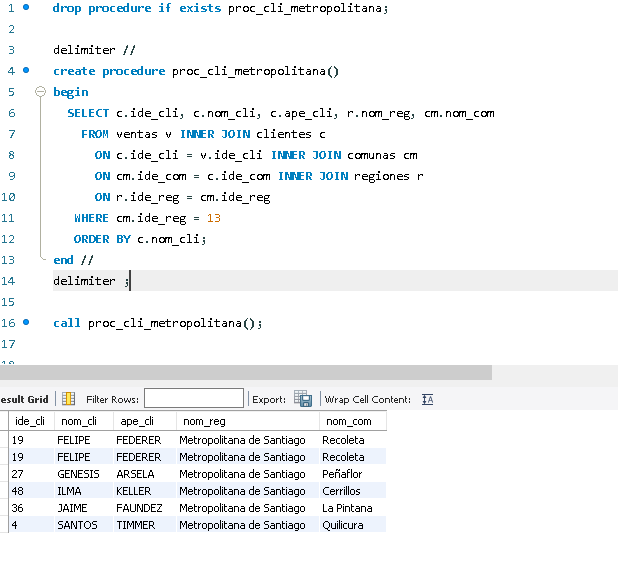 1 drop procedure if exists proc_cli_metropolitana;
2
3 delimiter //
4 create procedure proc_cli_metropolitana()
5 begin
6 SELECT c.ide_cli, c.nom_cli, c.ape_cli, r.nom_reg, cm.nom_com
7 FROM ventas v INNER JOIN clientes c
8 ON c.ide_cli = v.ide_cli INNER JOIN comunas cm
9 ON cm.ide_com = c.ide_com INNER JOIN regiones r
10 ON r.ide_reg = cm.ide_reg
11 WHERE cm.ide_reg = 13
12 ORDER BY c.nom_cli;
13 end //
14 delimiter ;
15
16 call proc_cli_metropolitana();
17
esult Grid Filter Rows: Export: Wrap Cell Content: IA
ide_cli nom_cli ape_cli nom_reg nom_com
19 FELIPE FEDERER Metropolitana de Santiago Recoleta
19 FELIPE FEDERER Metropolitana de Santiago Recoleta
27 GENESIS ARSELA Metropolitana de Santiago Peñaflor
48 ILMA KELLER Metropolitana de Santiago Cerrillos
36 JAIME FAUNDEZ Metropolitana de Santiago La Pintana
4 SANTOS TIMMER Metropolitana de Santiago Quilicura